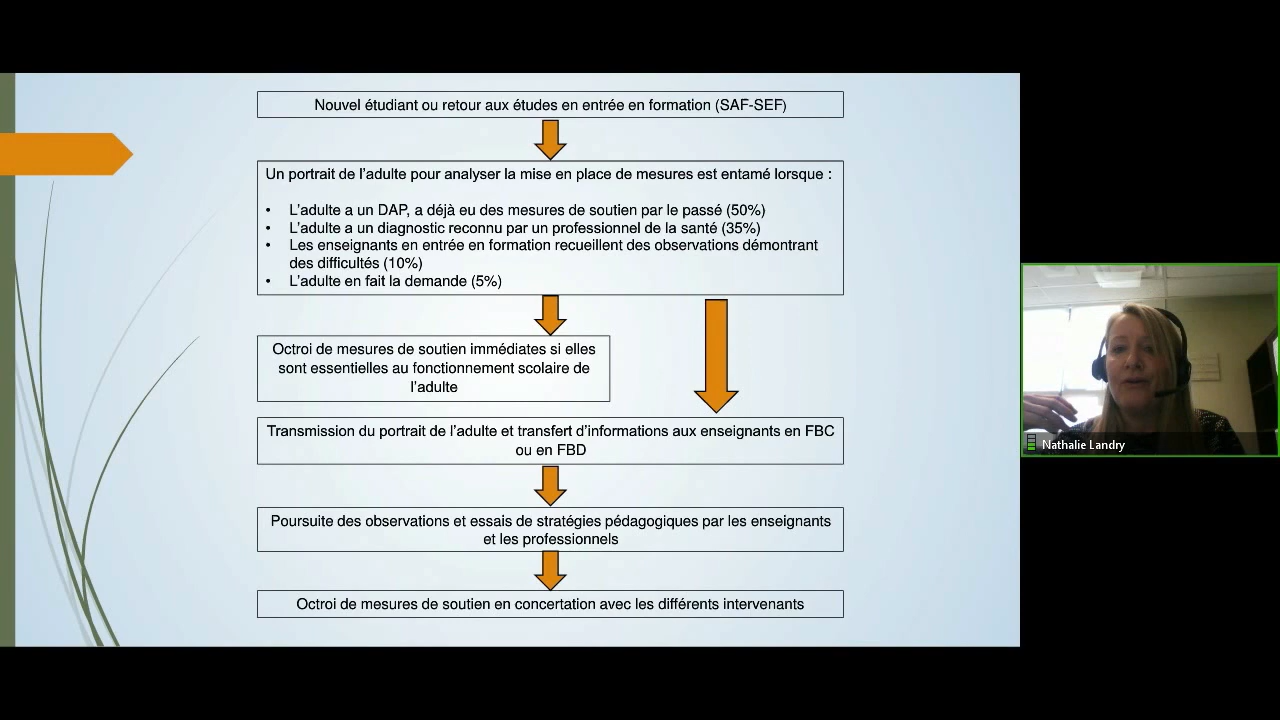 Nouvel étudiant ou retour aux études en entrée en formation (SAF-SEF)
Un portrait de l’adulte pour analyser la mise en place de mesures est entamé lorsque :
• L’adulte a un DAP, a déjà eu des mesures de soutien par le passé (50%)
• L’adulte a un diagnostic reconnu par un professionnel de la santé (35%)
• Les enseignants en entrée en formation recueillent des observations démontrant
des difficultés (10%)
• L’adulte en fait la demande (5%)
Octroi de mesures de soutien immédiates si elles
sont essentielles au fonctionnement scolaire de
l’adulte
Transmission du portrait de l’adulte et transfert d’informations aux enseignants en FBC
ou en FBD
Poursuite des observations et essais de stratégies pédagogiques par les enseignants
et les professionnels
Octroi de mesures de soutien en concertation avec les différents intervenants
Nathalie Landry